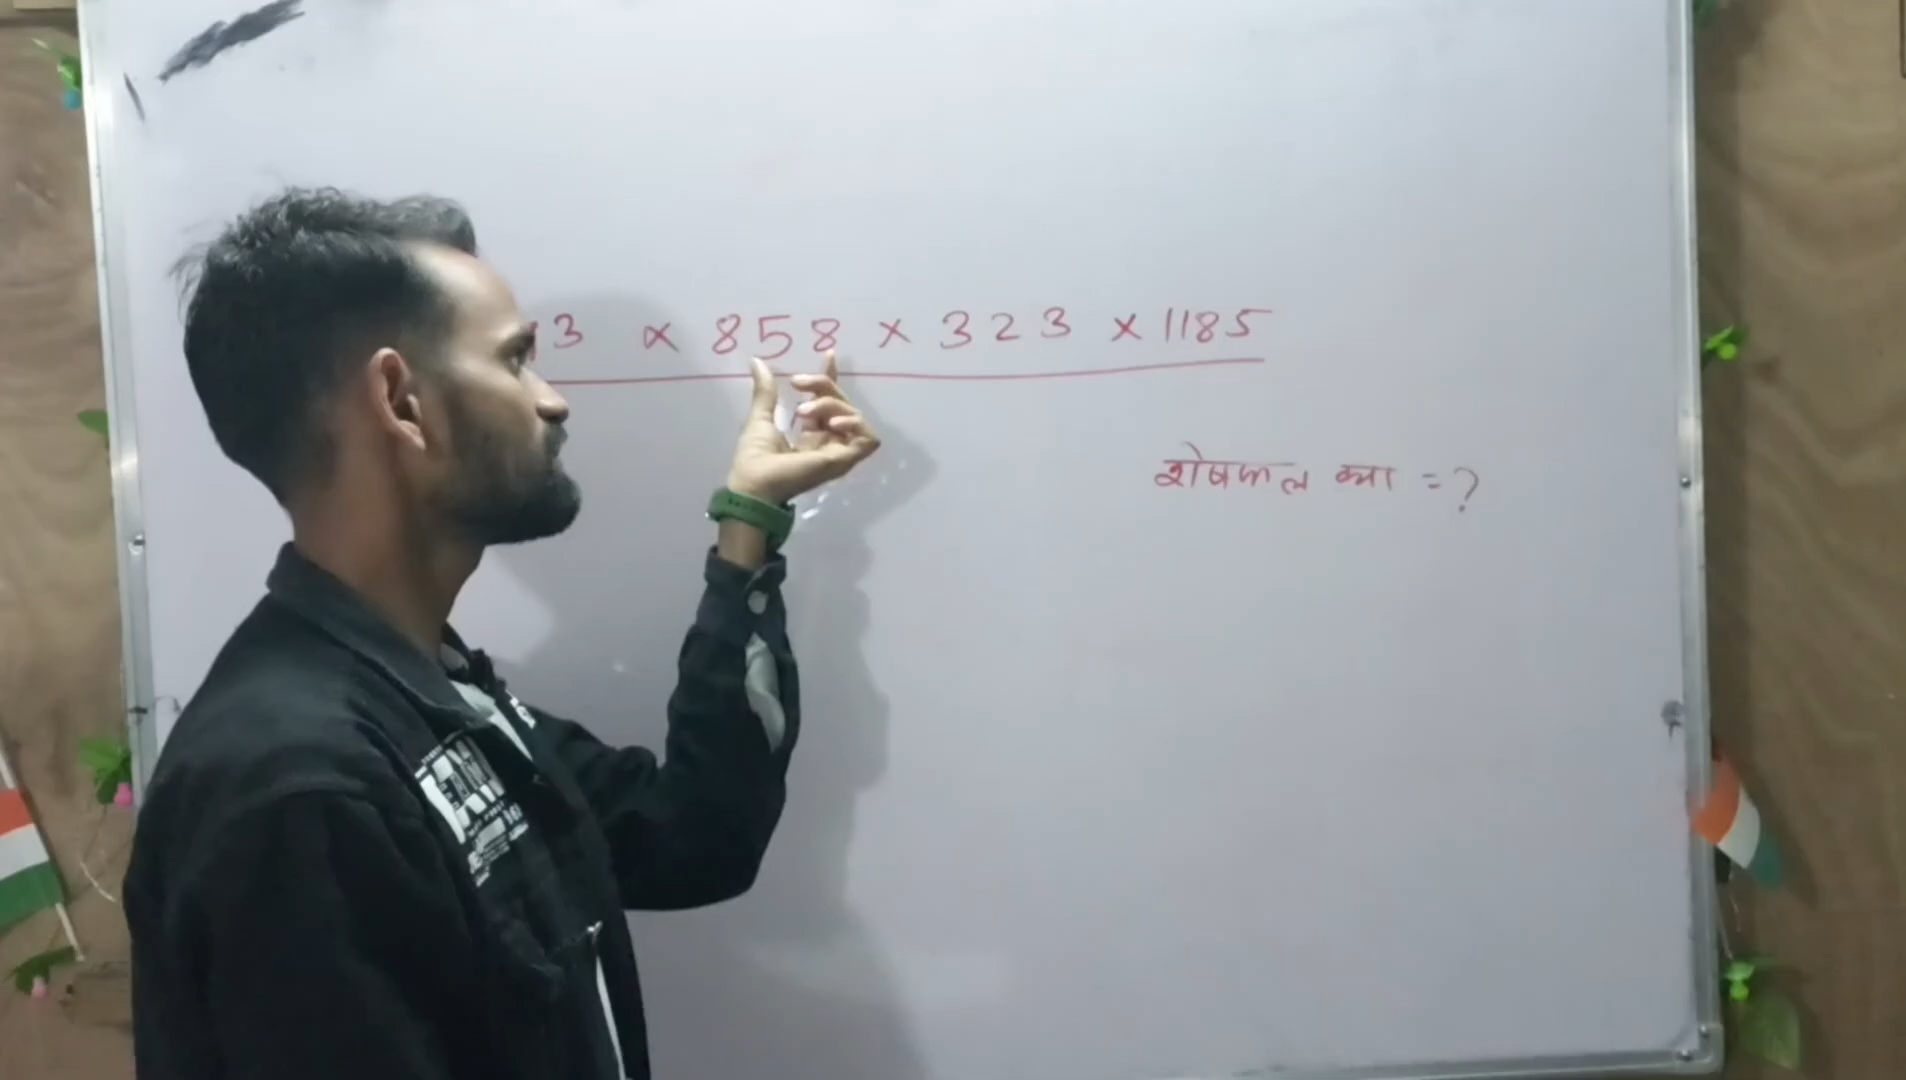 3 × 858 × 323 × 1185
शेषफल क्या = ?